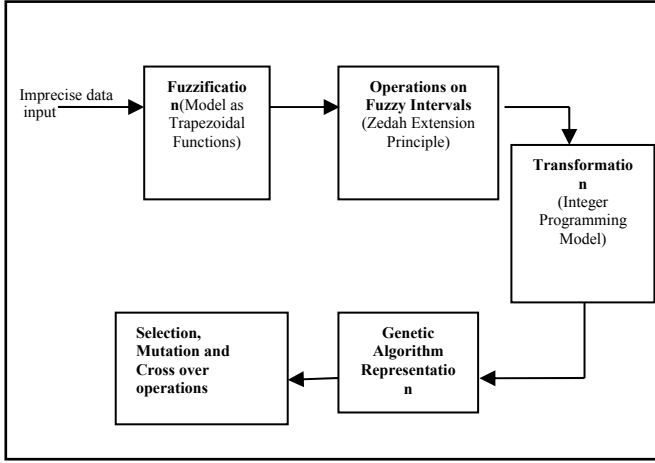 Imprecise data
input
Fuzzificatio
n(Model as
Trapezoidal
Functions)
Operations on
Fuzzy Intervals
(Zedah Extension
Principle)
Transformatio
n
(Integer
Programming
Model)
Genetic
Algorithm
Representatio
n
Selection,
Mutation and
Cross over
operations